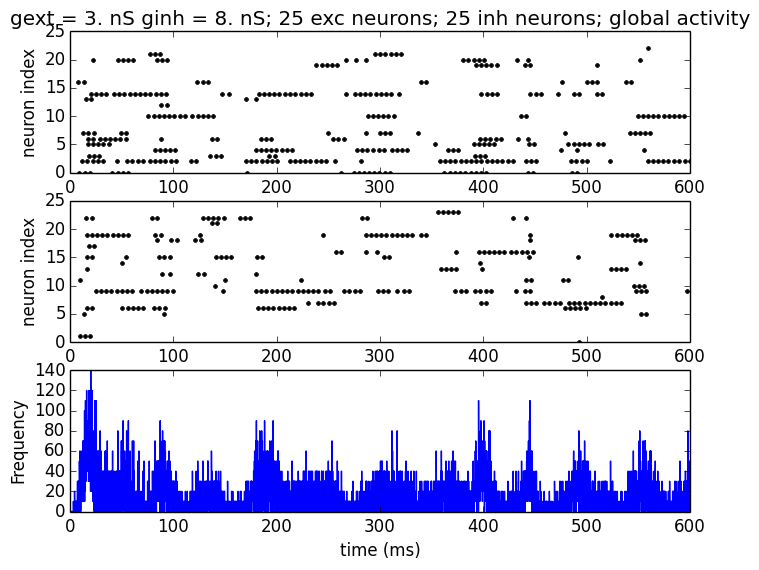 gext = 3. nS ginh = 8. nS; 25 exc neurons; 25 inh neurons; global activity
25
20
15
10
5
0
neuron index
0 100 200 300 400 500 600
25
20
15
10
5
0
neuron index
0 100 200 300 400 500 600
140
120
100
80
60
40
20
0
Frequency
0 100 200 300 400 500 600
time (ms)